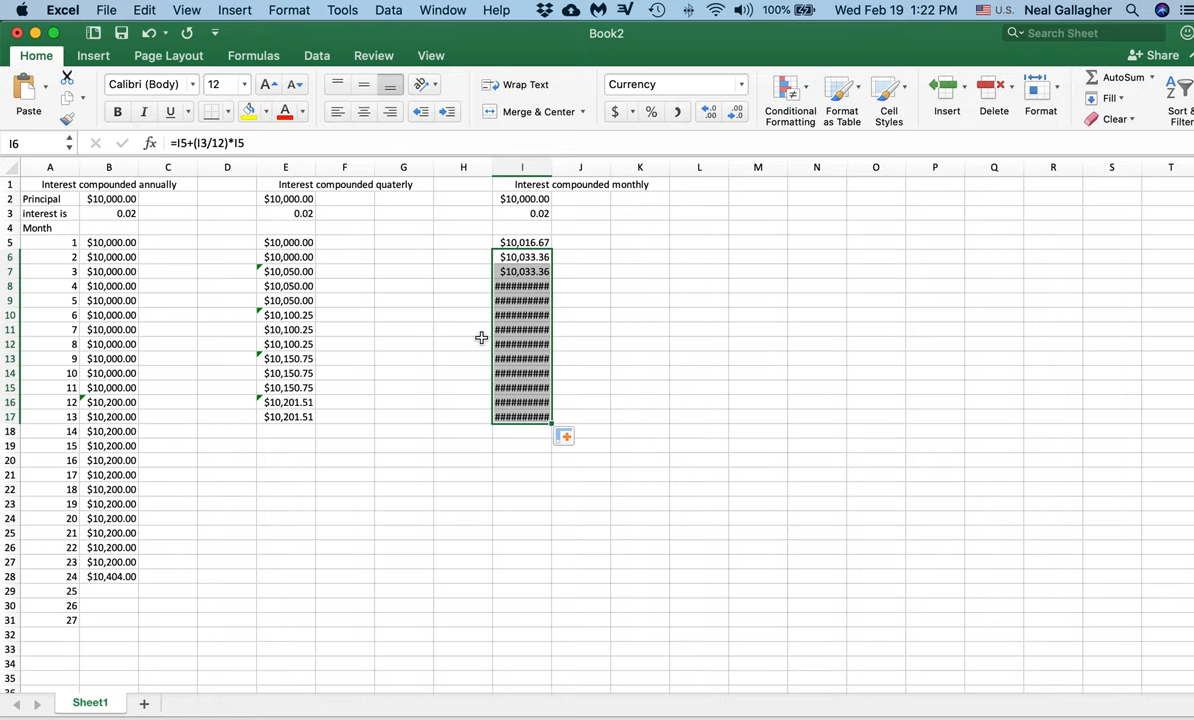 Excel File Edit View Insert Format Tools Data Window Help 100% Wed Feb 19 1:22 PM U.S. Neal Gallagher
Book2
Search Sheet
Home Insert Page Layout Formulas Data Review View
Share
Paste
Calibri (Body) 12 A A
B I U A
Wrap Text
Merge & Center
Currency
$ %
Conditional Formatting
Format as Table
Cell Styles
Insert
Delete
Format
AutoSum
Fill
Clear
Sort & Filter
I6 fx =I5+(I3/12)*I5
A B C D E F G H I J K L M N O P Q R S T
1 Interest compounded annually Interest compounded quaterly Interest compounded monthly
2 Principal $10,000.00 $10,000.00 $10,000.00
3 interest is 0.02 0.02 0.02
4 Month
5 1 $10,000.00 $10,000.00 $10,016.67
6 2 $10,000.00 $10,000.00 $10,033.36
7 3 $10,000.00 $10,050.00 $10,033.36
8 4 $10,000.00 $10,050.00 ##########
9 5 $10,000.00 $10,050.00 ##########
10 6 $10,000.00 $10,100.25 ##########
11 7 $10,000.00 $10,100.25 ##########
12 8 $10,000.00 $10,100.25 ##########
13 9 $10,000.00 $10,150.75 ##########
14 10 $10,000.00 $10,150.75 ##########
15 11 $10,000.00 $10,150.75 ##########
16 12 $10,200.00 $10,201.51 ##########
17 13 $10,200.00 $10,201.51 ##########
18 14 $10,200.00
19 15 $10,200.00
20 16 $10,200.00
21 17 $10,200.00
22 18 $10,200.00
23 19 $10,200.00
24 20 $10,200.00
25 21 $10,200.00
26 22 $10,200.00
27 23 $10,200.00
28 24 $10,404.00
29 25
30 26
31 27
32
33
34
35
Sheet1